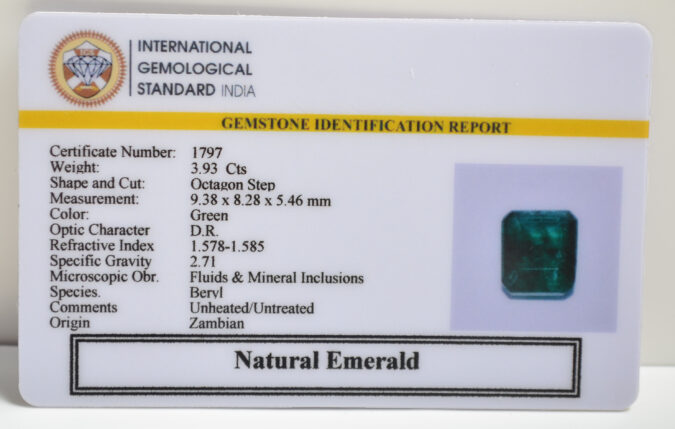 INTERNATIONAL
GEMOLOGICAL
STANDARD INDIA
GEMSTONE IDENTIFICATION REPORT
Certificate Number: 1797
Weight: 3.93 Cts
Shape and Cut: Octagon Step
Measurement: 9.38 x 8.28 x 5.46 mm
Color: Green
Optic Character D.R.
Refractive Index 1.578-1.585
Specific Gravity 2.71
Microscopic Obr. Fluids & Mineral Inclusions
Species. Beryl
Comments Unheated/Untreated
Origin Zambian
Natural Emerald